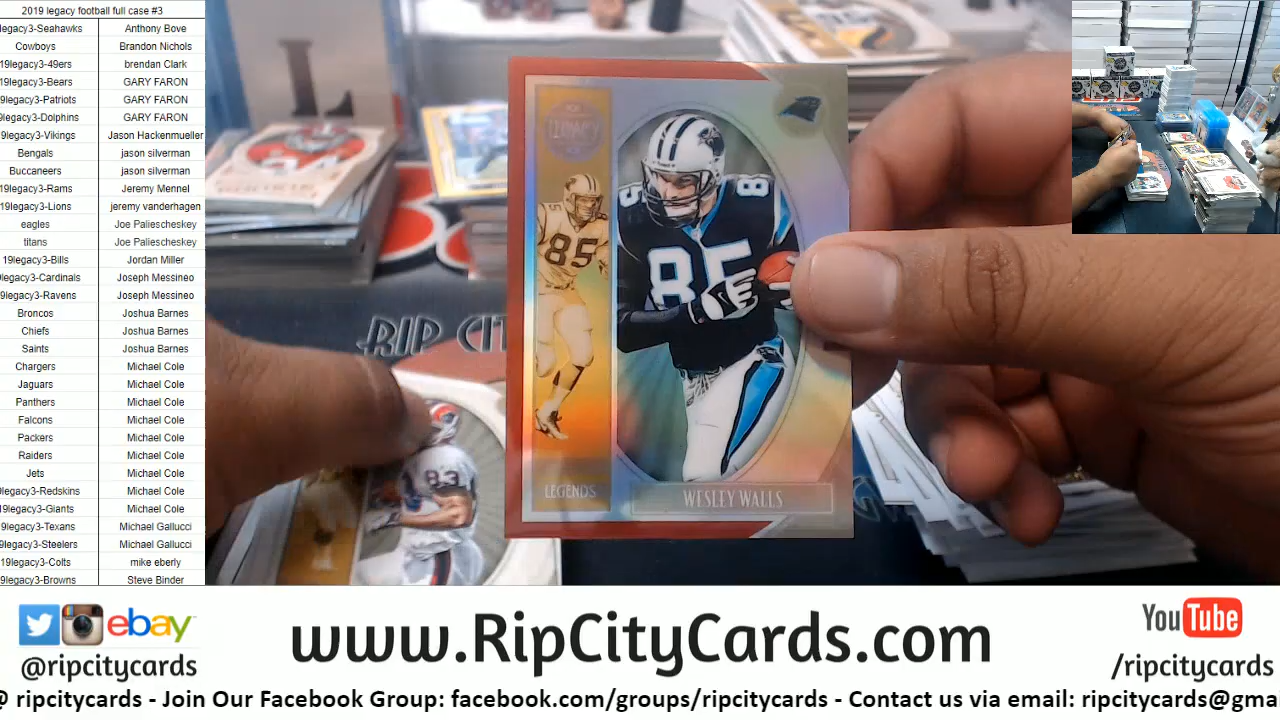 2019 legacy football full case #3
legacy3-Seahawks Anthony Bove
Cowboys Brandon Nichols
19legacy3-49ers brendan Clark
19legacy3-Bears GARY FARON
19legacy3-Patriots GARY FARON
9legacy3-Dolphins GARY FARON
19legacy3-Vikings Jason Hackenmueller
Bengals jason silverman
Buccaneers jason silverman
19legacy3-Rams Jeremy Mennel
19legacy3-Lions jeremy vanderhagen
eagles Joe Paliescheskey
titans Joe Paliescheskey
19legacy3-Bills Jordan Miller
9legacy3-Cardinals Joseph Messineo
9legacy3-Ravens Joseph Messineo
Broncos Joshua Barnes
Chiefs Joshua Barnes
Saints Joshua Barnes
Chargers Michael Cole
Jaguars Michael Cole
Panthers Michael Cole
Falcons Michael Cole
Packers Michael Cole
Raiders Michael Cole
Jets Michael Cole
9legacy3-Redskins Michael Cole
9legacy3-Giants Michael Cole
19legacy3-Texans Michael Gallucci
9legacy3-Steelers Michael Gallucci
19legacy3-Colts mike eberly
9legacy3-Browns Steve Binder
L
LEGACY
85
85
85
LEGENDS
WESLEY WALLS
RIP CIT
83
ebay
@ripcitycards
www.RipCityCards.com
YouTube
/ripcitycards
@ ripcitycards - Join Our Facebook Group: facebook.com/groups/ripcitycards - Contact us via email: ripcitycards@gma